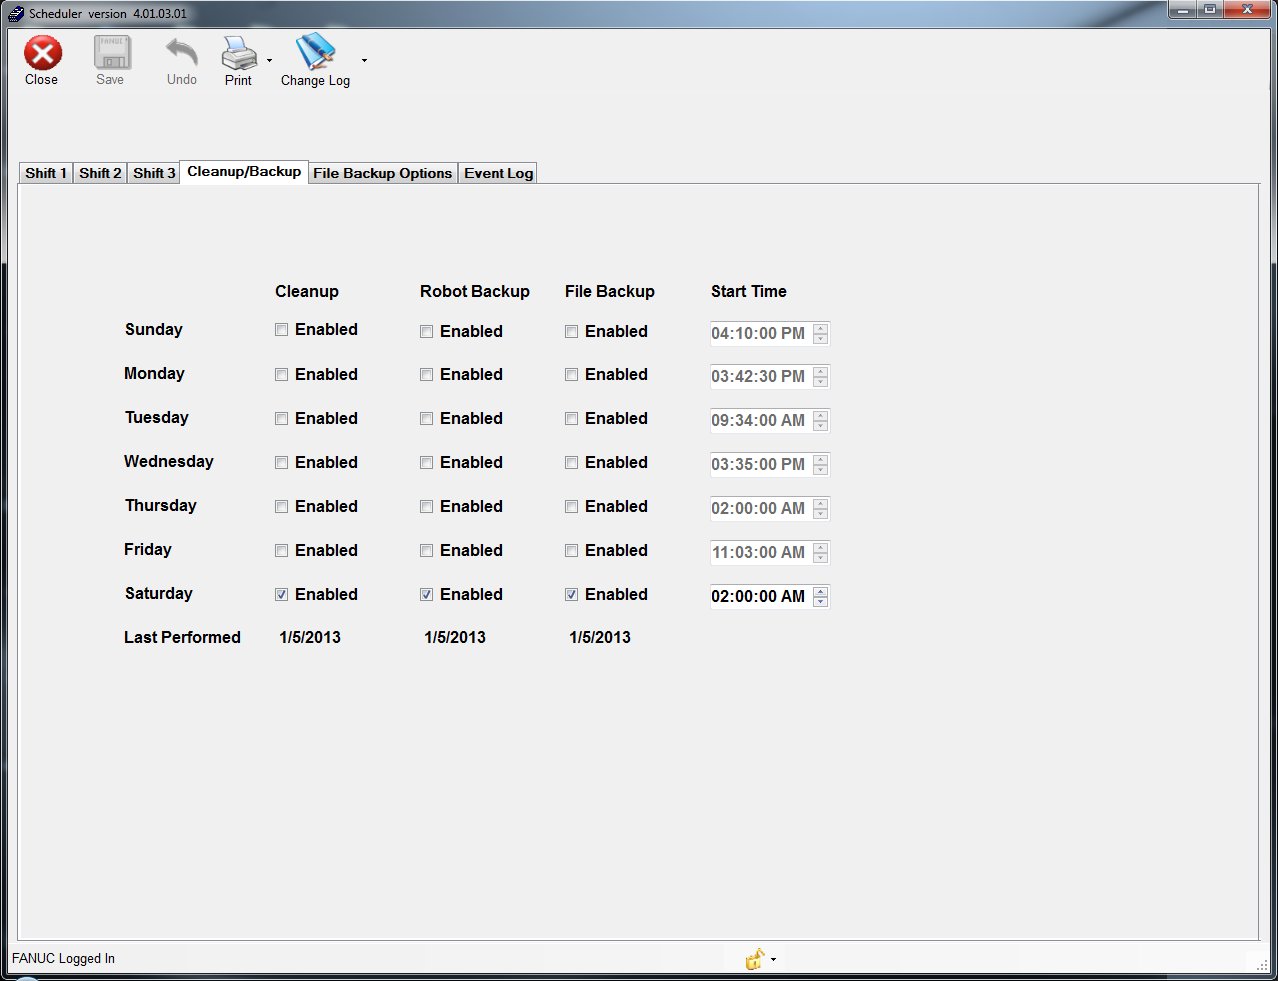 Scheduler version 4.01.03.01
FANUC
Close Save Undo Print Change Log
Shift 1 Shift 2 Shift 3 Cleanup/Backup File Backup Options Event Log
Cleanup Robot Backup File Backup Start Time
Sunday Enabled Enabled Enabled 04:10:00 PM
Monday Enabled Enabled Enabled 03:42:30 PM
Tuesday Enabled Enabled Enabled 09:34:00 AM
Wednesday Enabled Enabled Enabled 03:35:00 PM
Thursday Enabled Enabled Enabled 02:00:00 AM
Friday Enabled Enabled Enabled 11:03:00 AM
Saturday Enabled Enabled Enabled 02:00:00 AM
Last Performed 1/5/2013 1/5/2013 1/5/2013
FANUC Logged In